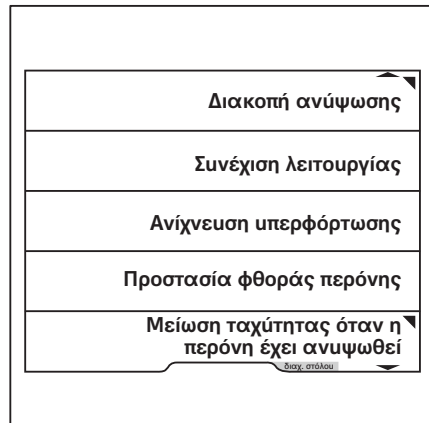 Διακοπή ανύψωσης
Συνέχιση λειτουργίας
Ανίχνευση υπερφόρτωσης
Προστασία φθοράς περόνης
Μείωση ταχύτητας όταν η
περόνη έχει ανυψωθεί
διαχ. στόλου